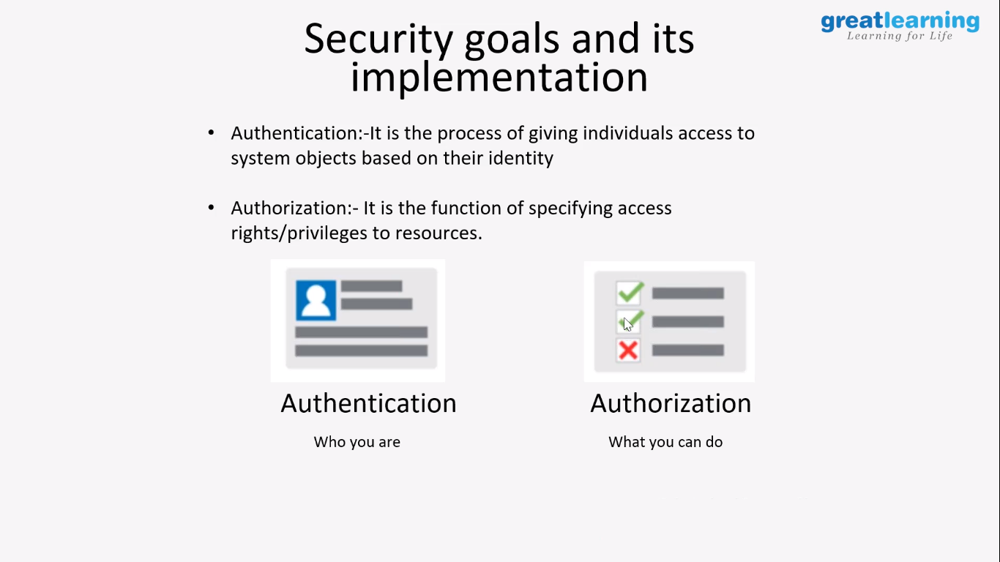 greatlearning
Learning for Life
Security goals and its
implementation
• Authentication:-It is the process of giving individuals access to
system objects based on their identity
• Authorization:- It is the function of specifying access
rights/privileges to resources.
Authentication
Authorization
Who you are
What you can do